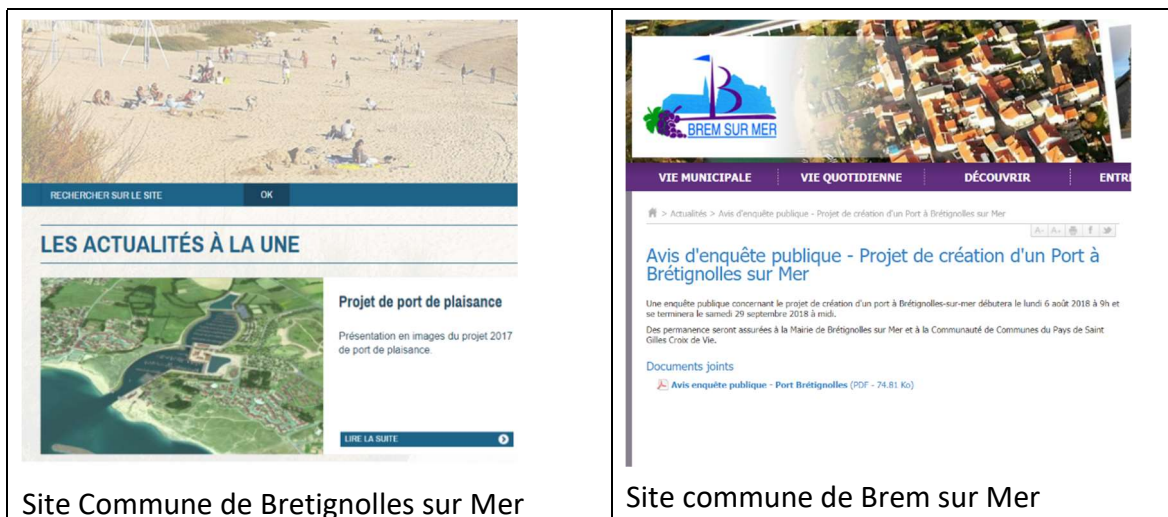 RECHERCHER SUR LE SITE OK
LES ACTUALITÉS À LA UNE
Projet de port de plaisance
Présentation en images du projet 2017
de port de plaisance.
LIRE LA SUITE
Site Commune de Bretignolles sur Mer
B
BREM SUR MER
VIE MUNICIPALE VIE QUOTIDIENNE DÉCOUVRIR ENTRE
> Actualités > Avis d'enquête publique - Projet de création d'un Port à Brétignolles sur Mer
A- A+ f
Avis d'enquête publique - Projet de création d'un Port à
Brétignolles sur Mer
Une enquête publique concernant le projet de création d'un port à Brétignolles-sur-mer débutera le lundi 6 août 2018 à 9h et
se terminera le samedi 29 septembre 2018 à midi.
Des permanence seront assurées à la Mairie de Brétignolles sur Mer et à la Communauté de Communes du Pays de Saint
Gilles Croix de Vie.
Documents joints
Avis enquête publique - Port Brétignolles (PDF - 74.81 Ko)
Site commune de Brem sur Mer